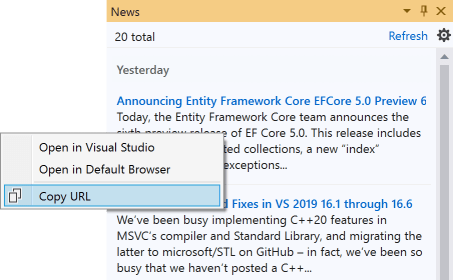 News
20 total
Refresh
Yesterday
Announcing Entity Framework Core EFCore 5.0 Preview 6
Today, the Entity Framework Core team announces the
sixth preview release of EF Core 5.0. This release includes
ted collections, a new “index”
exceptions...
Open in Visual Studio
Open in Default Browser
Copy URL
d Fixes in VS 2019 16.1 through 16.6
We’ve been busy implementing C++20 features in
MSVC’s compiler and Standard Library, and migrating the
latter to microsoft/STL on GitHub – in fact, we’ve been so
busy that we haven’t posted a C++...